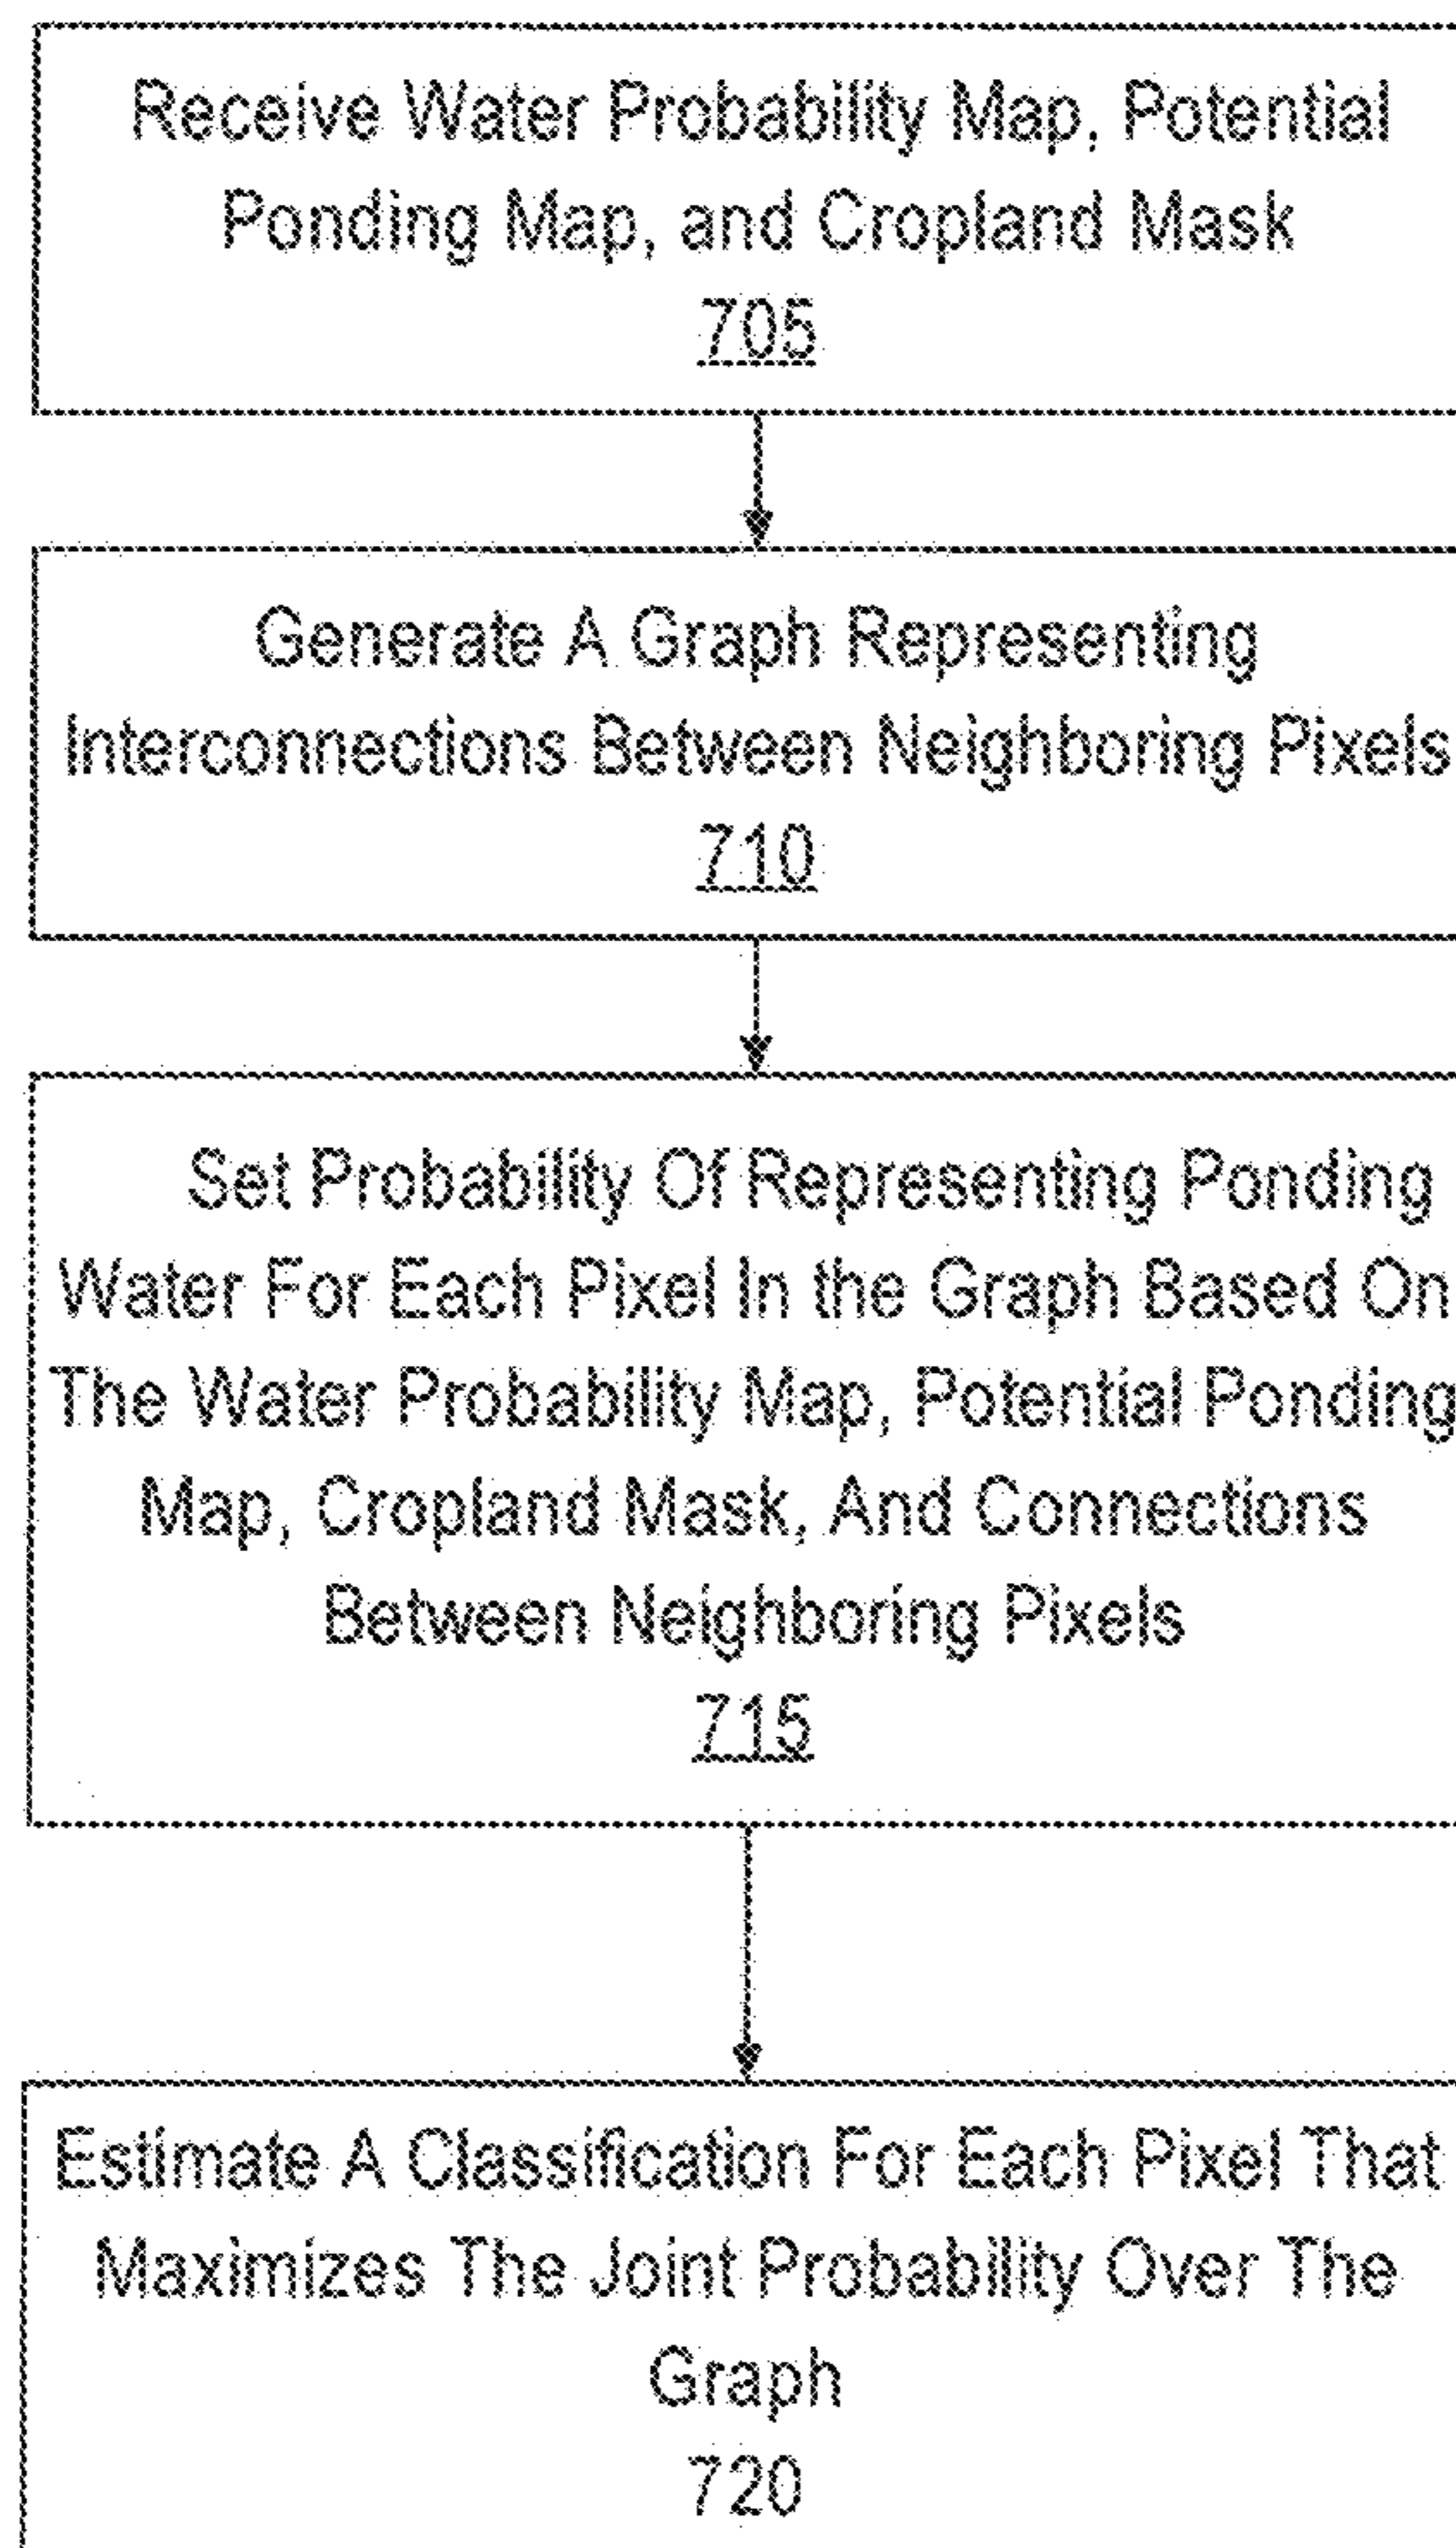 Receive Water Probability Map, Potential
Ponding Map, and Cropland Mask
705
Generate A Graph Representing
Interconnections Between Neighboring Pixels
710
Set Probability Of Representing Ponding
Water For Each Pixel In the Graph Based On
The Water Probability Map, Potential Ponding
Map, Cropland Mask, And Connections
Between Neighboring Pixels
715
Estimate A Classification For Each Pixel That
Maximizes The Joint Probability Over The
Graph
720